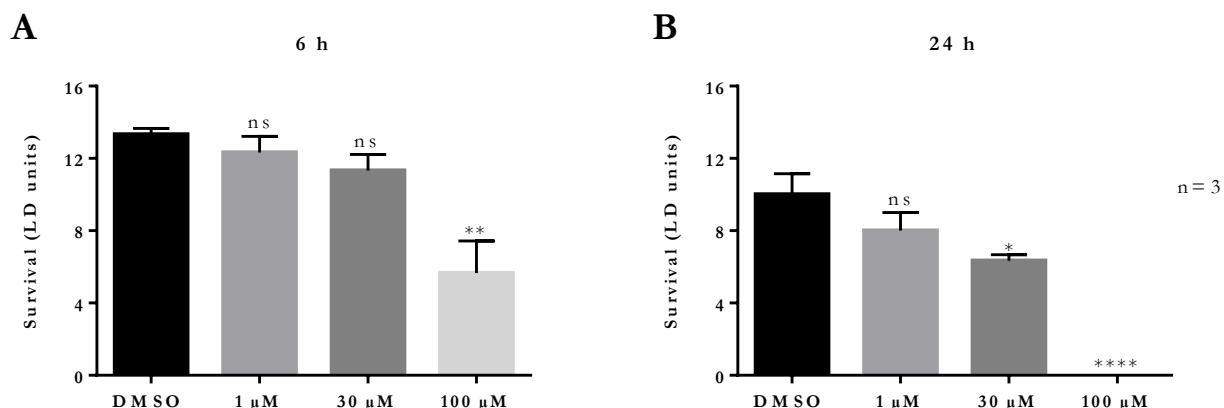 A
6 h
Survival (LD units)
16
12
8
4
0
ns
ns
**
DMSO
1 µM
30 µM
100 µM
B
24 h
Survival (LD units)
16
12
8
4
0
ns
*
****
DMSO
1 µM
30 µM
100 µM
n = 3